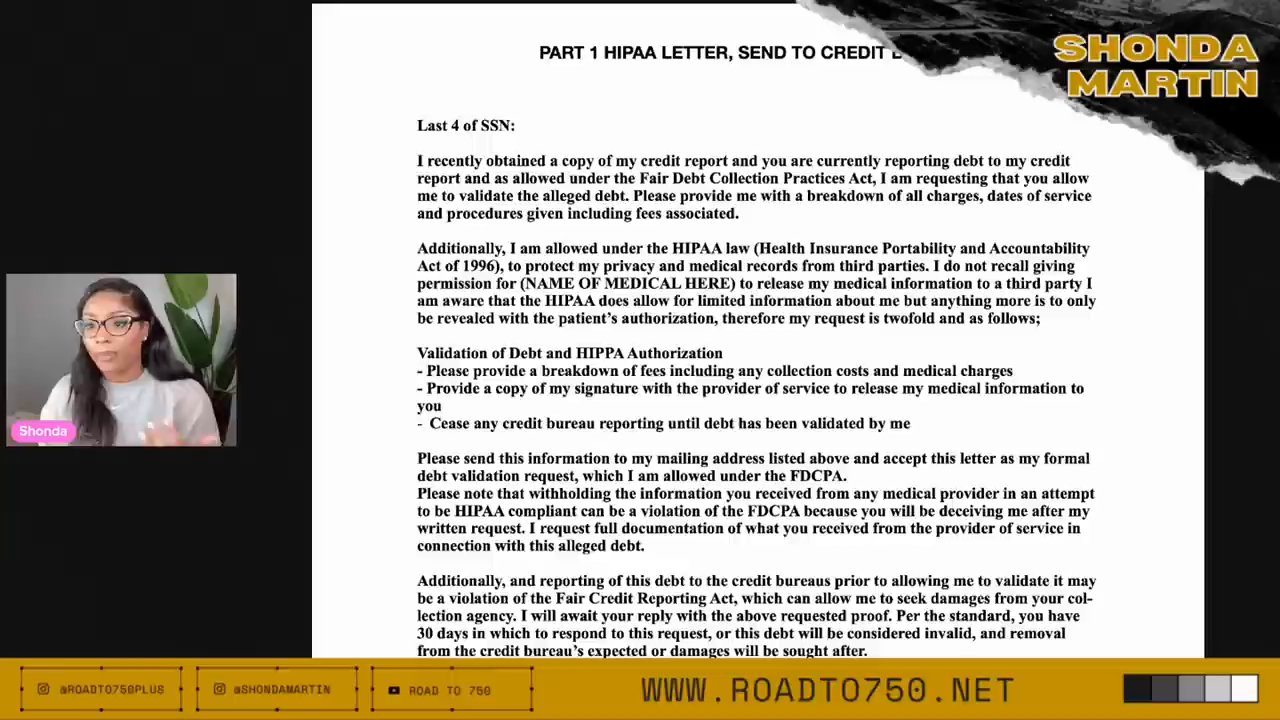 PART 1 HIPAA LETTER, SEND TO CREDIT
SHONDA
MARTIN
Last 4 of SSN:
I recently obtained a copy of my credit report and you are currently reporting debt to my credit
report and as allowed under the Fair Debt Collection Practices Act, I am requesting that you allow
me to validate the alleged debt. Please provide me with a breakdown of all charges, dates of service
and procedures given including fees associated.
Additionally, I am allowed under the HIPAA law (Health Insurance Portability and Accountability
Act of 1996), to protect my privacy and medical records from third parties. I do not recall giving
permission for (NAME OF MEDICAL HERE) to release my medical information to a third party I
am aware that the HIPAA does allow for limited information about me but anything more is to only
be revealed with the patient's authorization, therefore my request is twofold and as follows;
Validation of Debt and HIPPA Authorization
- Please provide a breakdown of fees including any collection costs and medical charges
- Provide a copy of my signature with the provider of service to release my medical information to
you
- Cease any credit bureau reporting until debt has been validated by me
Please send this information to my mailing address listed above and accept this letter as my formal
debt validation request, which I am allowed under the FDCPA.
Please note that withholding the information you received from any medical provider in an attempt
to be HIPAA compliant can be a violation of the FDCPA because you will be deceiving me after my
written request. I request full documentation of what you received from the provider of service in
connection with this alleged debt.
Additionally, and reporting of this debt to the credit bureaus prior to allowing me to validate it may
be a violation of the Fair Credit Reporting Act, which can allow me to seek damages from your col-
lection agency. I will await your reply with the above requested proof. Per the standard, you have
30 days in which to respond to this request, or this debt will be considered invalid, and removal
from the credit bureau's expected or damages will be sought after.
Shonda
@ROADTO750PLUS
@SHONDAMARTIN
ROAD TO 750
WWW.ROADTO750.NET